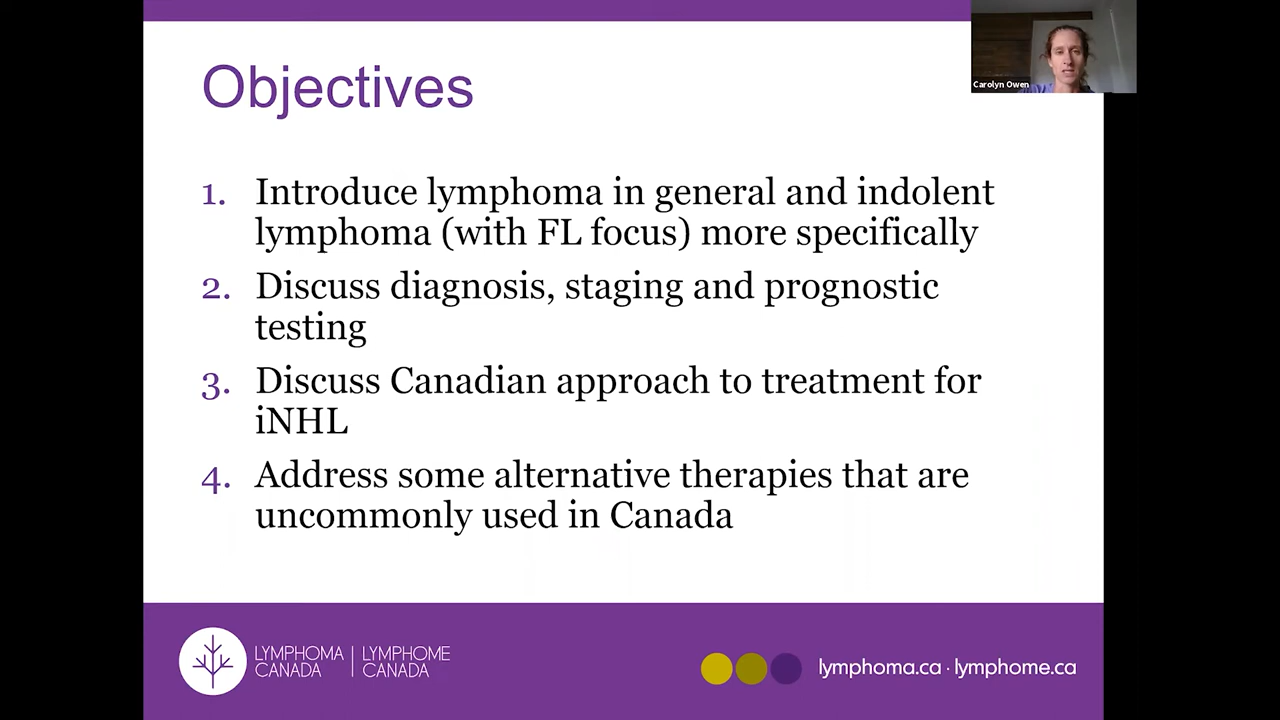 Objectives
Carolyn Owen
1. Introduce lymphoma in general and indolent
lymphoma (with FL focus) more specifically
2. Discuss diagnosis, staging and prognostic
testing
3. Discuss Canadian approach to treatment for
iNHL
4. Address some alternative therapies that are
uncommonly used in Canada
LYMPHOMA | LYMPHOME
CANADA | CANADA
lymphoma.ca · lymphome.ca